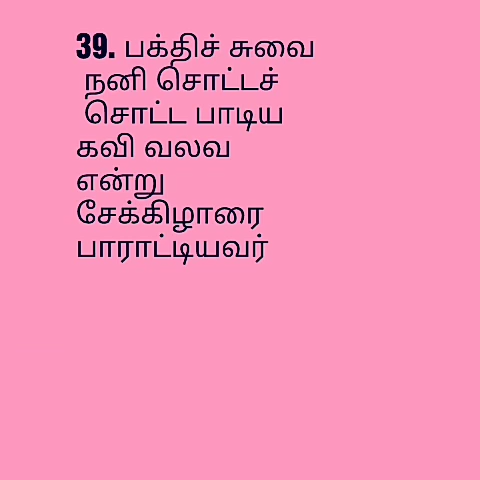 39. பக்திச் சுவை
நனி சொட்டச்
சொட்ட பாடிய
கவி வலவ
என்று
சேக்கிழாரை
பாராட்டியவர்